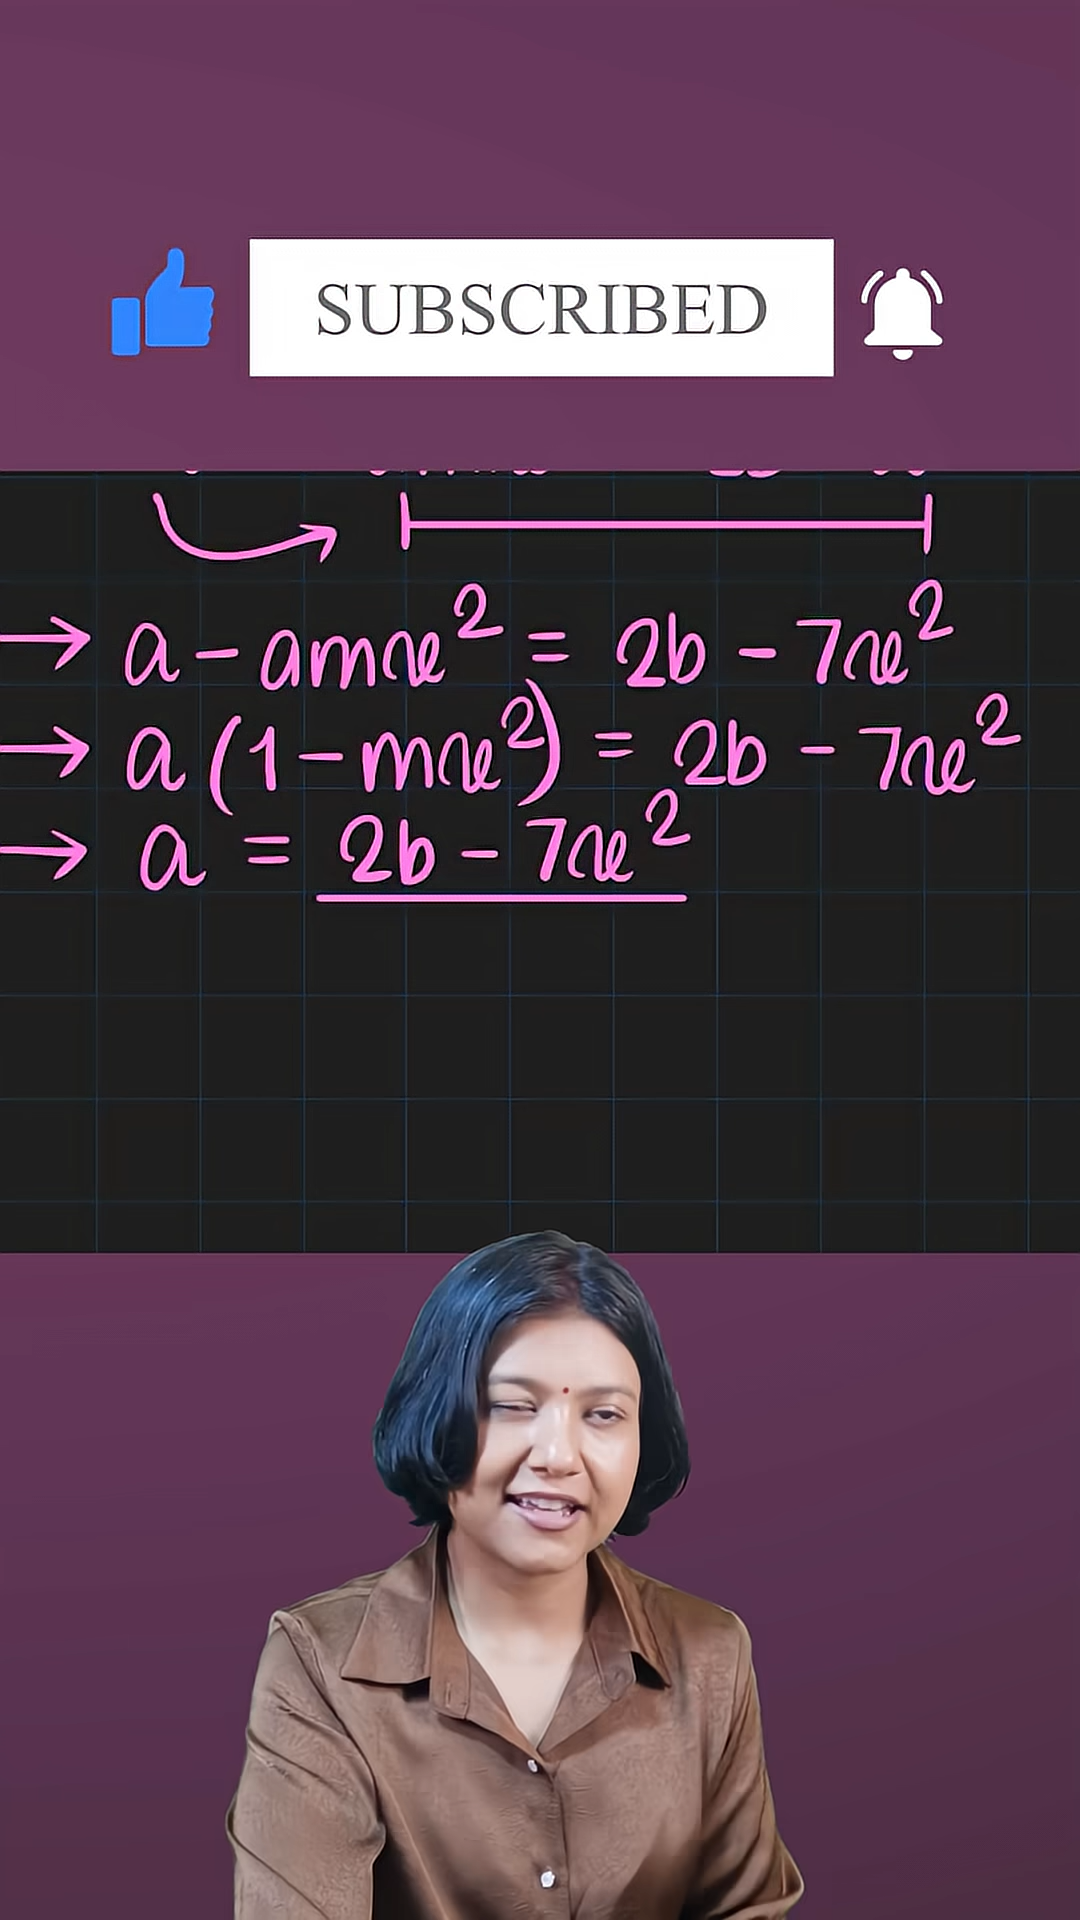 SUBSCRIBED
→ a - amx² = 2b - 7x²
→ a (1 - mx²) = 2b - 7x²
→ a = 2b - 7x²